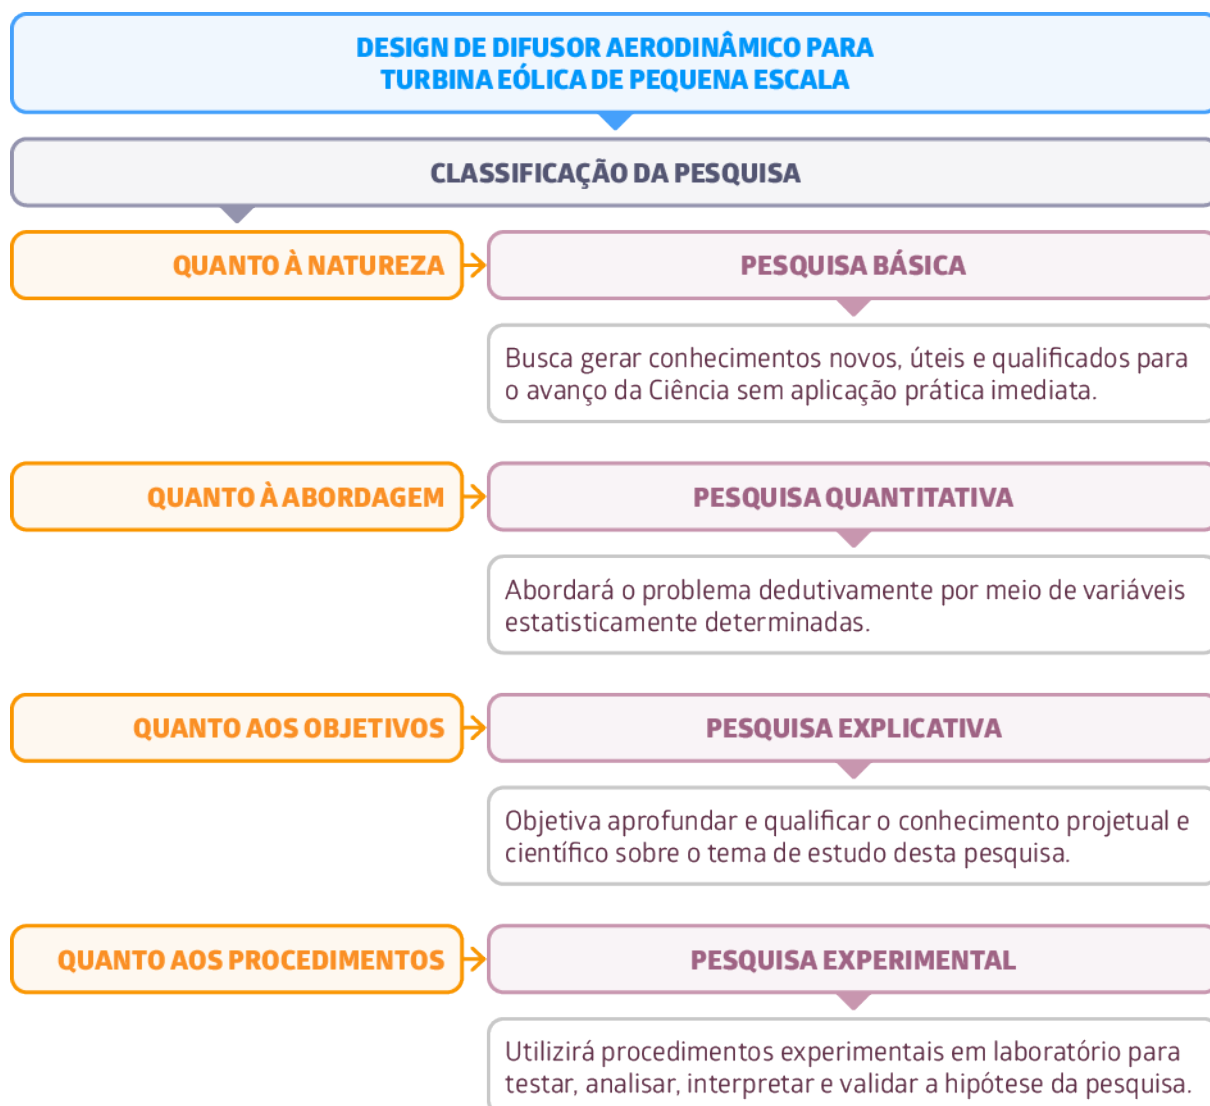 DESIGN DE DIFUSOR AERODINÂMICO PARA
TURBINA EÓLICA DE PEQUENA ESCALA
CLASSIFICAÇÃO DA PESQUISA
QUANTO À NATUREZA
PESQUISA BÁSICA
Busca gerar conhecimentos novos, úteis e qualificados para
o avanço da Ciência sem aplicação prática imediata.
QUANTO À ABORDAGEM
PESQUISA QUANTITATIVA
Abordará o problema dedutivamente por meio de variáveis
estatisticamente determinadas.
QUANTO AOS OBJETIVOS
PESQUISA EXPLICATIVA
Objetiva aprofundar e qualificar o conhecimento projetual e
científico sobre o tema de estudo desta pesquisa.
QUANTO AOS PROCEDIMENTOS
PESQUISA EXPERIMENTAL
Utilizirá procedimentos experimentais em laboratório para
testar, analisar, interpretar e validar a hipótese da pesquisa.